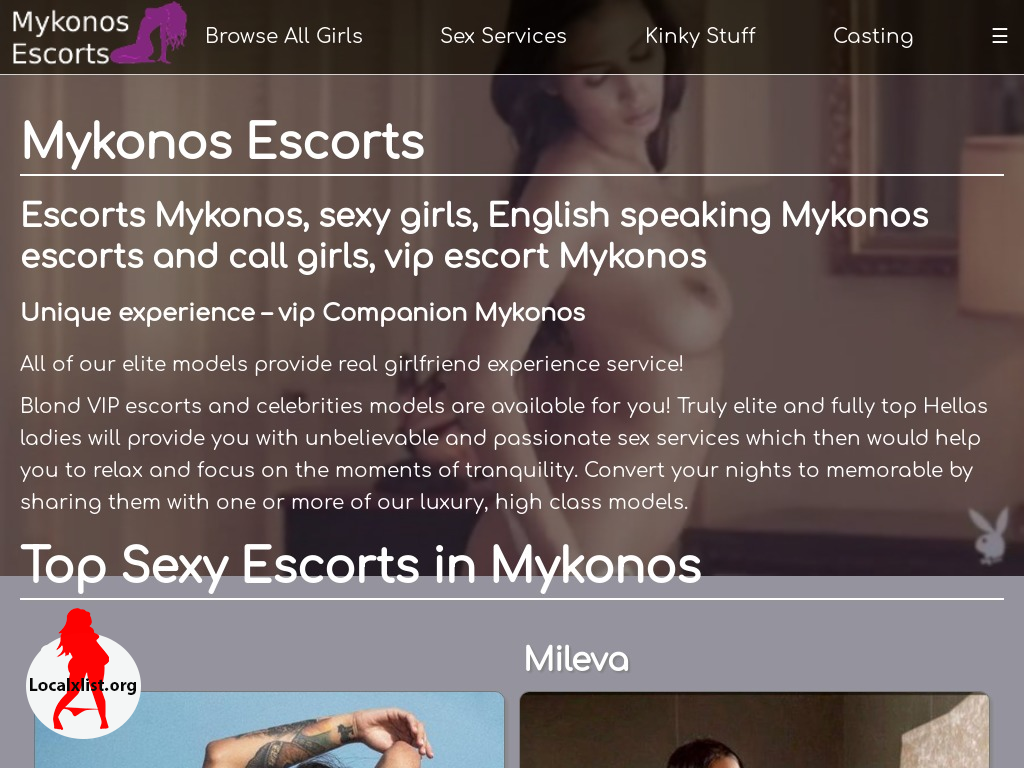 Mykonos
Escorts
Browse All Girls
Sex Services
Kinky Stuff
Casting
Mykonos Escorts
Escorts Mykonos, sexy girls, English speaking Mykonos
escorts and call girls, vip escort Mykonos
Unique experience – vip Companion Mykonos
All of our elite models provide real girlfriend experience service!
Blond VIP escorts and celebrities models are available for you! Truly elite and fully top Hellas
ladies will provide you with unbelievable and passionate sex services which then would help
you to relax and focus on the moments of tranquility. Convert your nights to memorable by
sharing them with one or more of our luxury, high class models.
Top Sexy Escorts in Mykonos
Mileva
Localxlist.org